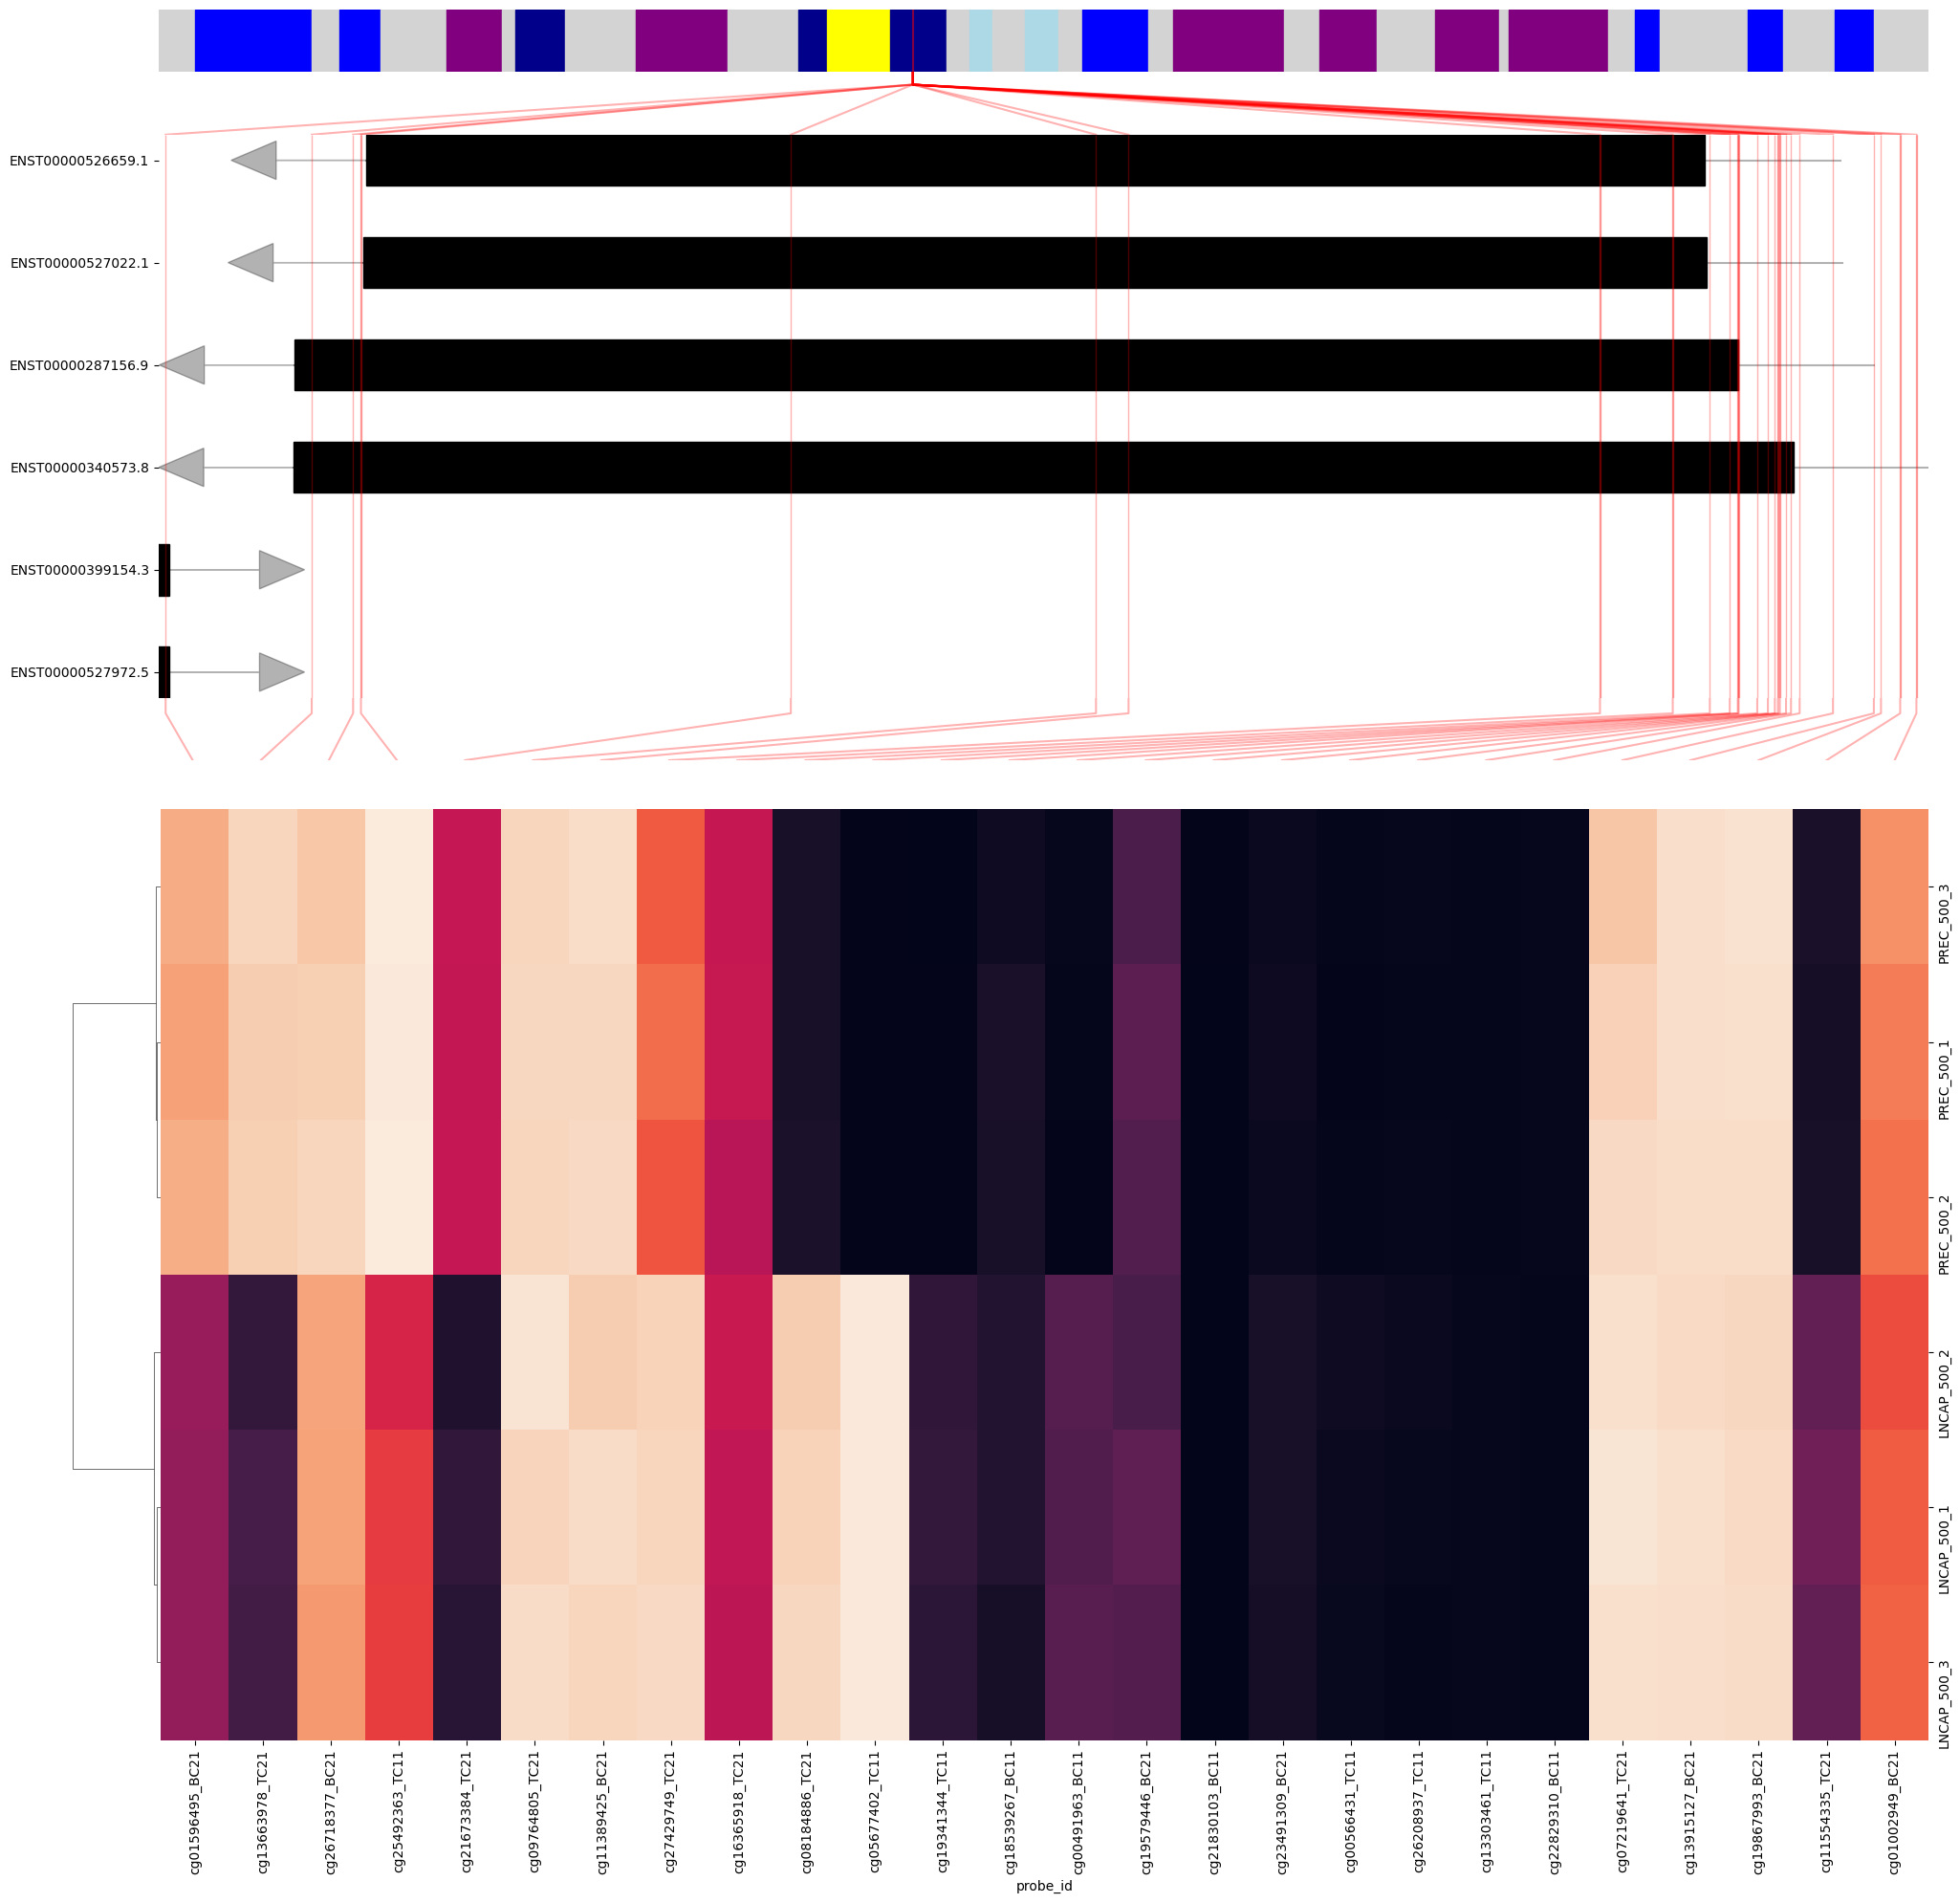 ENST00000526659.1
ENST00000527022.1
ENST00000287156.9
ENST00000340573.8
ENST00000399154.3
ENST00000527972.5
PREC_500_3
PREC_500_1
PREC_500_2
LNCAP_500_2
LNCAP_500_1
LNCAP_500_3
cg01596495_BC21
cg13663978_TC21
cg26718377_BC21
cg25492363_TC11
cg21673384_TC21
cg09764805_TC21
cg11389425_BC21
cg27429749_TC21
cg16365918_TC21
cg08184886_TC21
cg05677402_TC11
cg19341344_TC11
cg18539267_BC11
cg00491963_BC11
cg19579446_BC21
cg21830103_BC11
cg23491309_BC21
cg00566431_TC11
cg26208937_TC11
cg13303461_TC11
cg22829310_BC11
cg07219641_TC21
cg13915127_BC21
cg19867993_BC21
cg11554335_TC21
cg01002949_BC21
probe_id